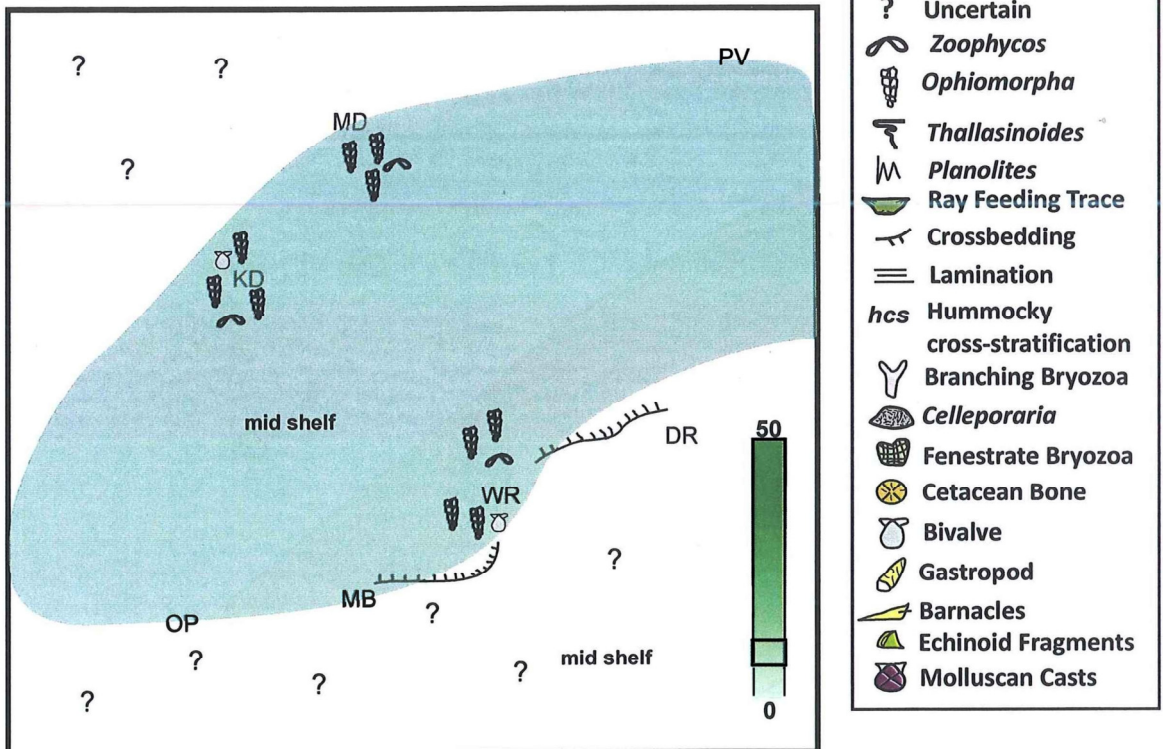 ?
?
PV
MD
?
KD
mid shelf
DR
50
WR
?
MB
?
OP
?
mid shelf
?
?
?
0
? Uncertain
Zoophycos
Ophiomorpha
Thallasinoides
Planolites
Ray Feeding Trace
Crossbedding
Lamination
hcs Hummocky
cross-stratification
Branching Bryozoa
Celleporaria
Fenestrate Bryozoa
Cetacean Bone
Bivalve
Gastropod
Barnacles
Echinoid Fragments
Molluscan Casts